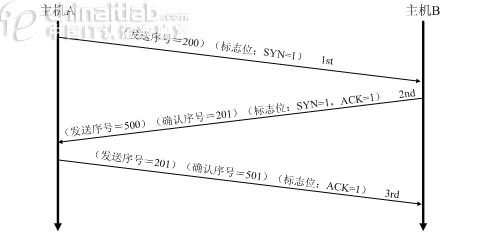 主机A
主机B
Chinaitlab.com
(发送序号=200)（标志位：SYN=1） 1st
（发送序号＝500)（确认序号=201)（标志位：SYN=1，ACK=1） 2nd
（发送序号＝201)（确认序号＝501)（标志位；ACK=1） 3rd